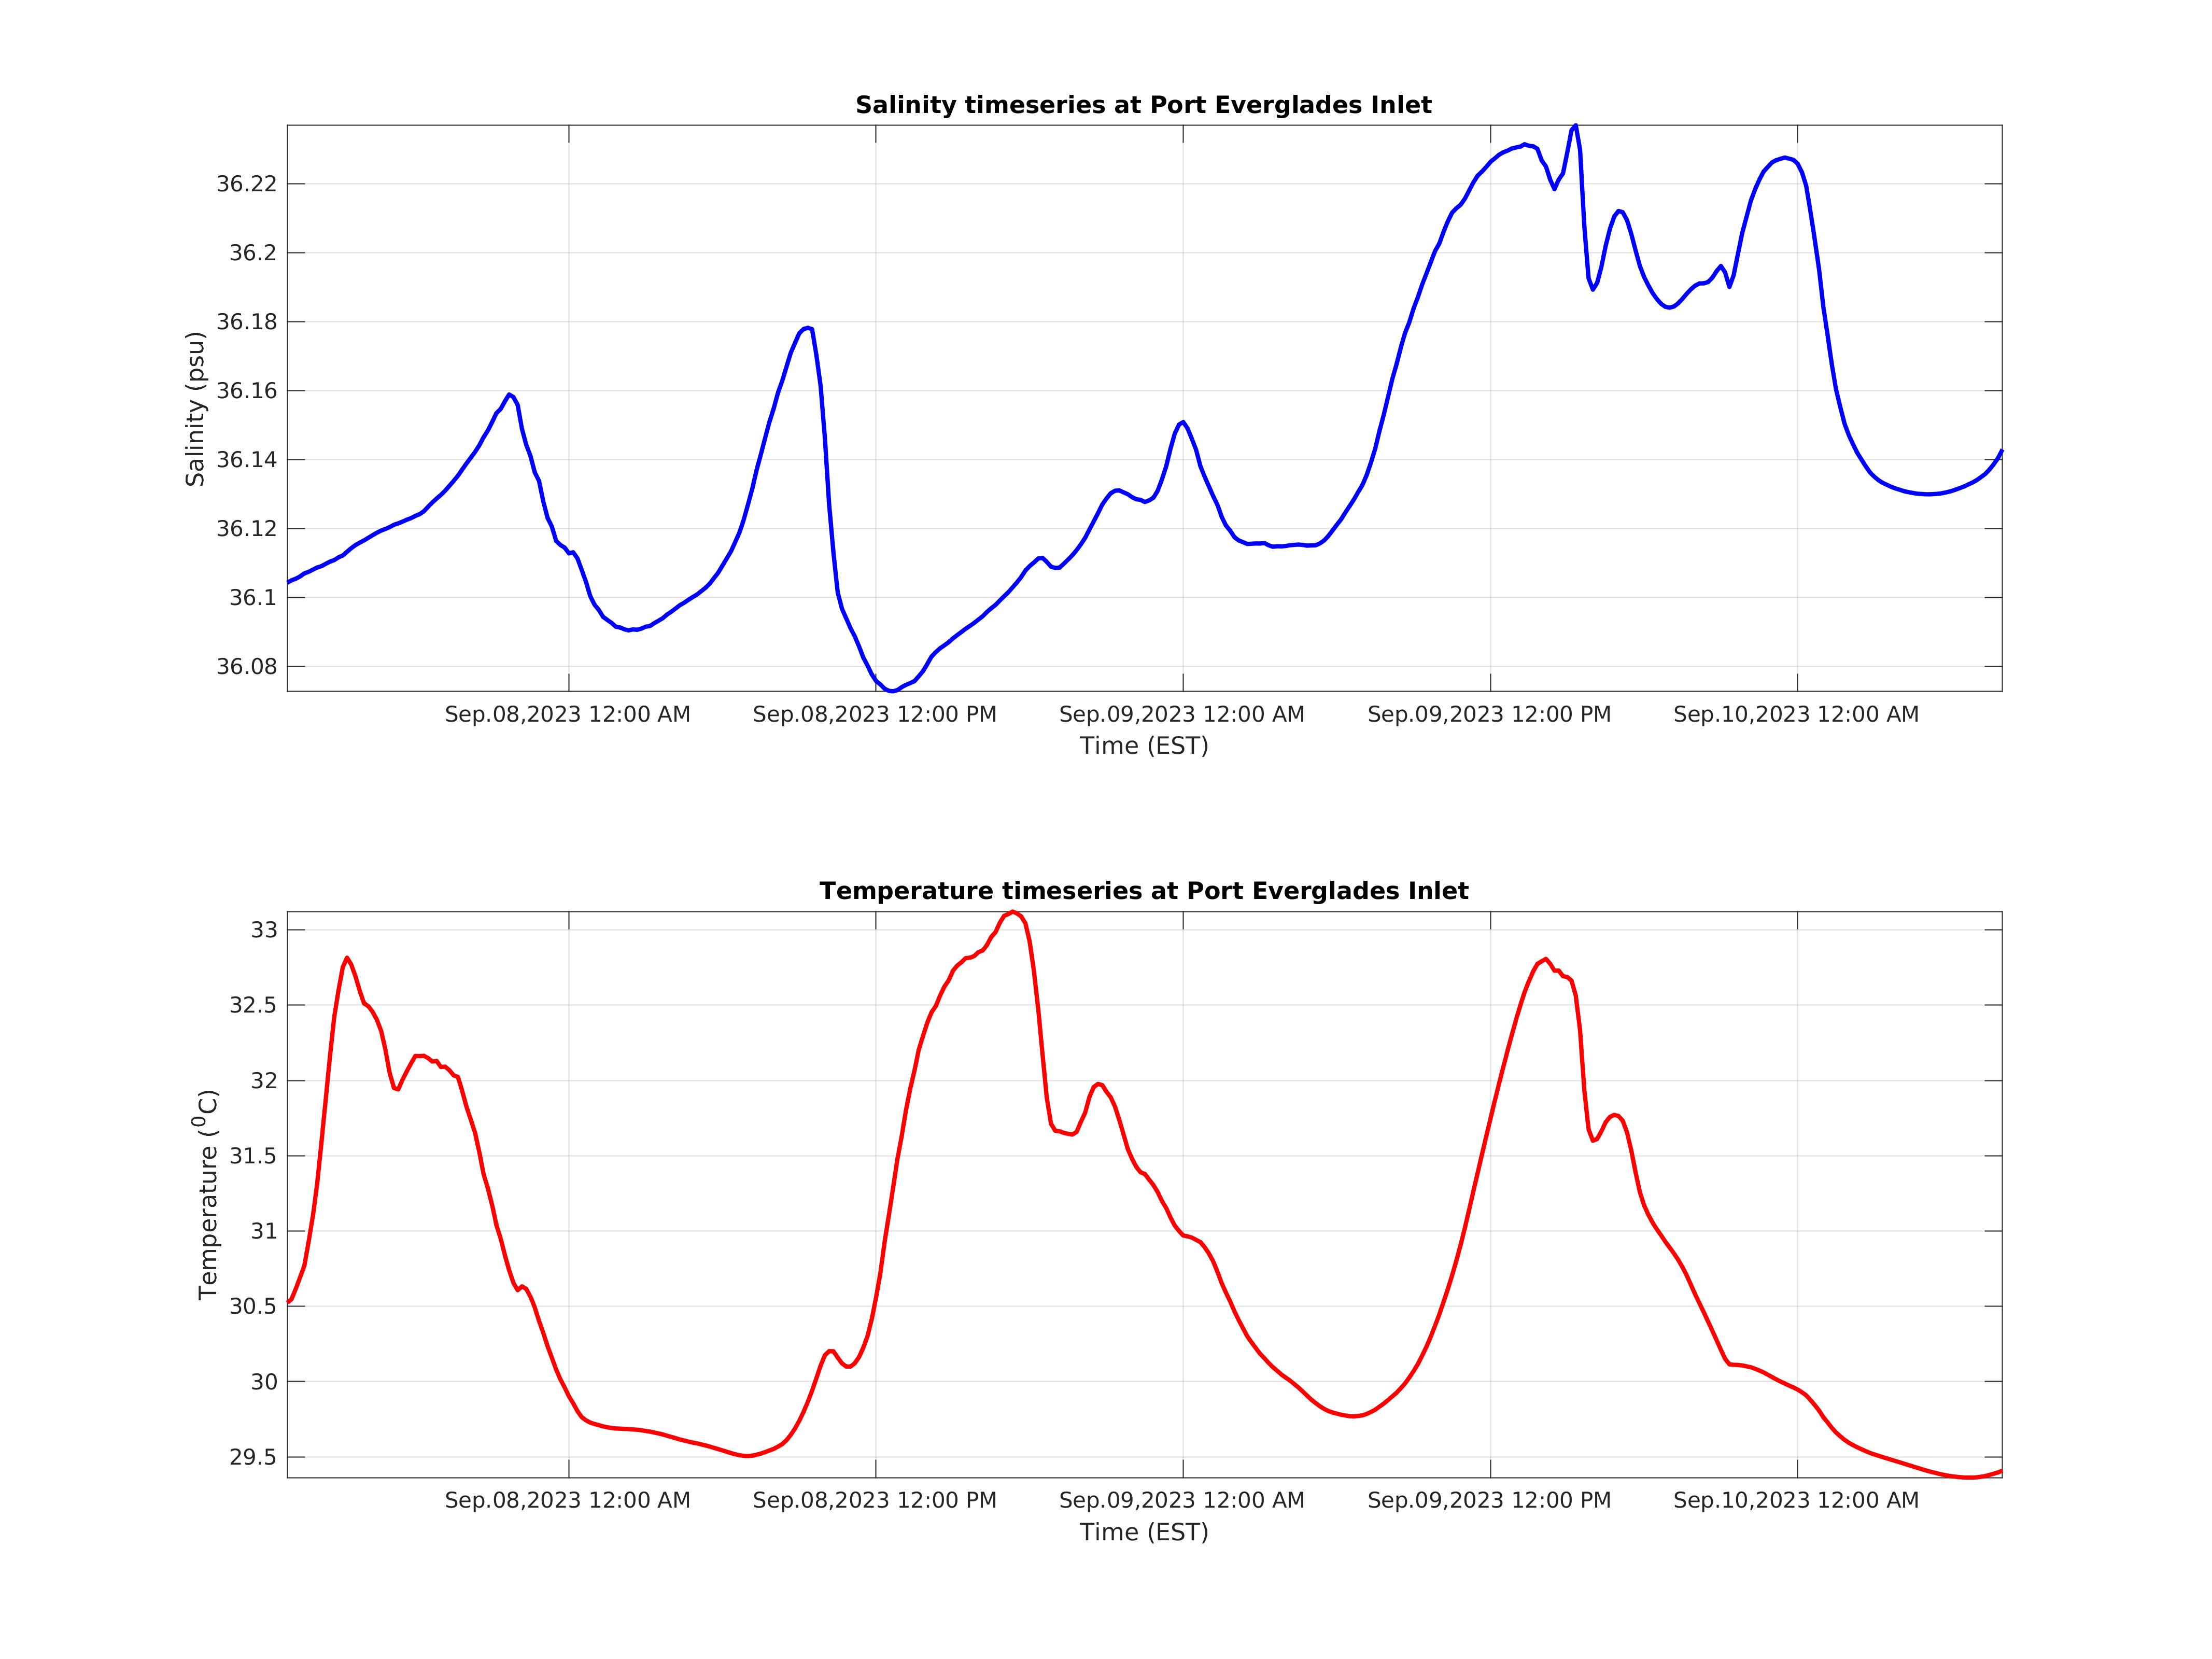 Salinity timeseries at Port Everglades Inlet
36.22
36.2
36.18
36.16
36.14
36.12
36.1
36.08
Salinity (psu)
Sep.08,2023 12:00 AM Sep.08,2023 12:00 PM Sep.09,2023 12:00 AM Sep.09,2023 12:00 PM Sep.10,2023 12:00 AM
Time (EST)
Temperature timeseries at Port Everglades Inlet
33
32.5
32
31.5
31
30.5
30
29.5
Temperature (⁰C)
Sep.08,2023 12:00 AM Sep.08,2023 12:00 PM Sep.09,2023 12:00 AM Sep.09,2023 12:00 PM Sep.10,2023 12:00 AM
Time (EST)